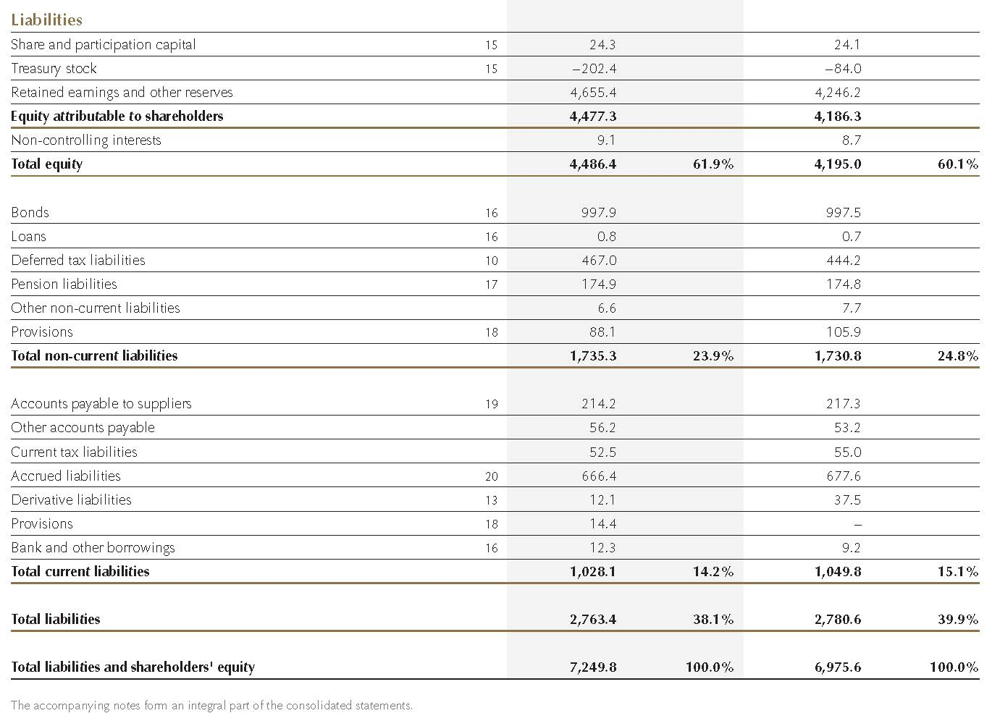 Liabilities
Share and participation capital 15 24.3 24.1
Treasury stock 15 –202.4 –84.0
Retained earnings and other reserves 4,655.4 4,246.2
Equity attributable to shareholders 4,477.3 4,186.3
Non-controlling interests 9.1 8.7
Total equity 4,486.4 61.9% 4,195.0 60.1%
Bonds 16 997.9 997.5
Loans 16 0.8 0.7
Deferred tax liabilities 10 467.0 444.2
Pension liabilities 17 174.9 174.8
Other non-current liabilities 6.6 7.7
Provisions 18 88.1 105.9
Total non-current liabilities 1,735.3 23.9% 1,730.8 24.8%
Accounts payable to suppliers 19 214.2 217.3
Other accounts payable 56.2 53.2
Current tax liabilities 52.5 55.0
Accrued liabilities 20 666.4 677.6
Derivative liabilities 13 12.1 37.5
Provisions 18 14.4 –
Bank and other borrowings 16 12.3 9.2
Total current liabilities 1,028.1 14.2% 1,049.8 15.1%
Total liabilities 2,763.4 38.1% 2,780.6 39.9%
Total liabilities and shareholders' equity 7,249.8 100.0% 6,975.6 100.0%
The accompanying notes form an integral part of the consolidated statements.